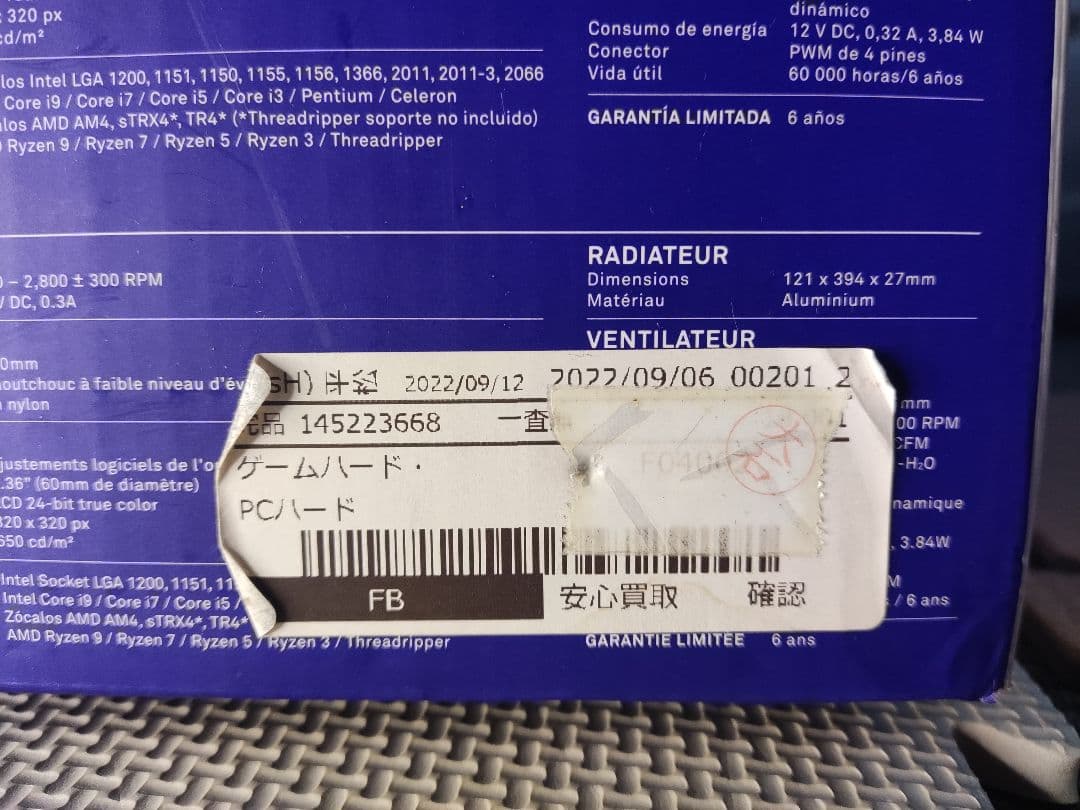 320 px
cd/m²
los Intel LGA 1200, 1151, 1150, 1155, 1156, 1366, 2011, 2011-3, 2066
Core i9 / Core i7 / Core i5 / Core i3 / Pentium / Celeron
los AMD AM4, sTRX4*, TR4* (*Threadripper soporte no incluido)
Ryzen 9 / Ryzen 7 / Ryzen 5 / Ryzen 3 / Threadripper
dinámico
Consumo de energía 12 V DC, 0,32 A, 3,84 W
Conector PWM de 4 pines
Vida útil 60 000 horas/6 años
GARANTÍA LIMITADA 6 años
– 2,800 ± 300 RPM
/ DC, 0.3A
RADIATEUR
Dimensions 121 x 394 x 27mm
Matériau Aluminium
VENTILATEUR
0mm
outchouc à faible niveau d'év
nylon
justements logiciels de l'o
.36" (60mm de diamètre)
CD 24-bit true color
320 x 320 px
650 cd/m²
Intel Socket LGA 1200, 1151, 11
Intel Core i9 / Core i7 / Core i5 /
Zócalos AMD AM4, sTRX4*, TR4*
AMD Ryzen 9 / Ryzen 7 / Ryzen 5 / Ryzen 3 / Threadripper
SH) 2022/09/12 2022/09/06 00201 2
品 145223668 一査
ゲームハード・
PCハード
FB 安心買取 確認
mm
00 RPM
CFM
-H₂O
namique
, 3.84W
M
/ 6 ans
GARANTIE LIMITÉE 6 ans